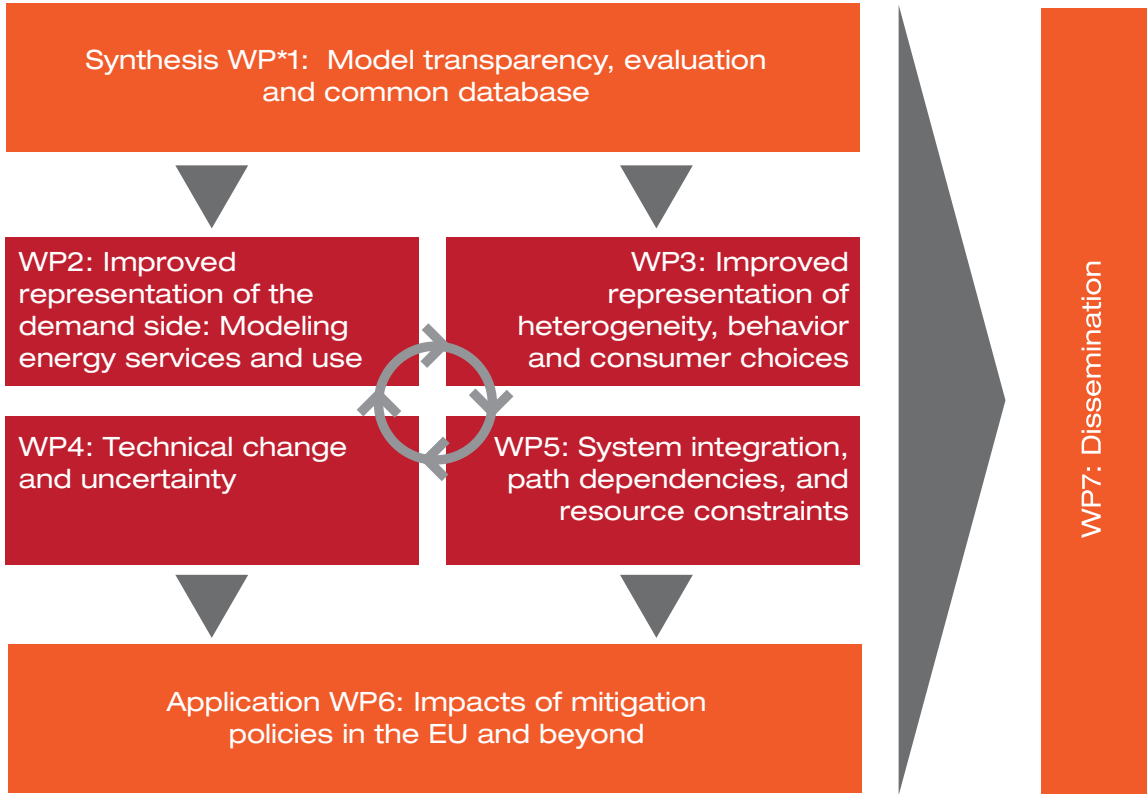 Synthesis WP*1: Model transparency, evaluation
and common database
WP2: Improved
representation of the
demand side: Modeling
energy services and use
WP3: Improved
representation of
heterogeneity, behavior
and consumer choices
WP4: Technical change
and uncertainty
WP5: System integration,
path dependencies, and
resource constraints
Application WP6: Impacts of mitigation
policies in the EU and beyond
WP7: Dissemination